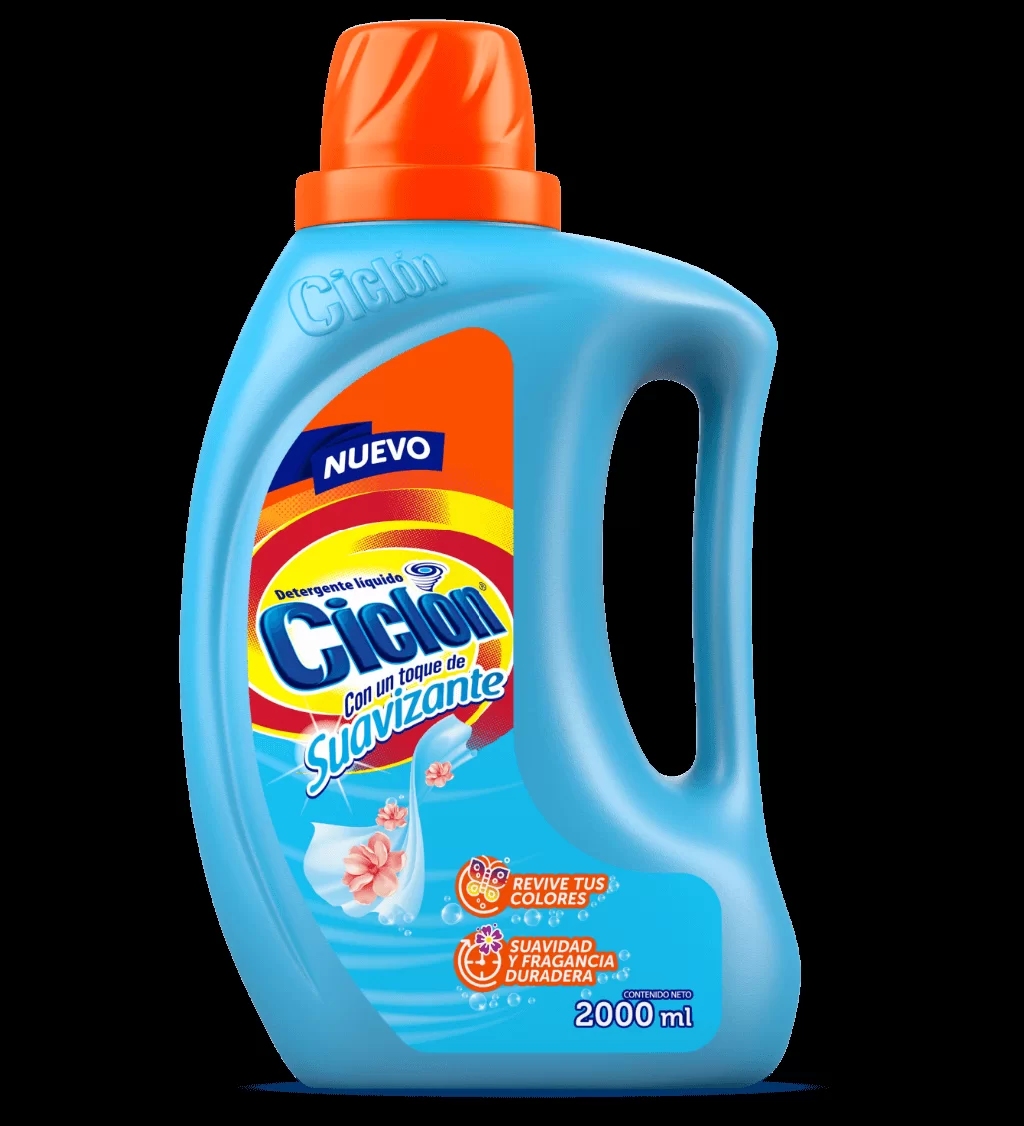 Ciclón
NUEVO
Detergente líquido
Ciclón®
Con un toque de
Suavizante
REVIVE TUS
COLORES
SUAVIDAD
Y FRAGANCIA
DURADERA
CONTENIDO NETO
2000 ml